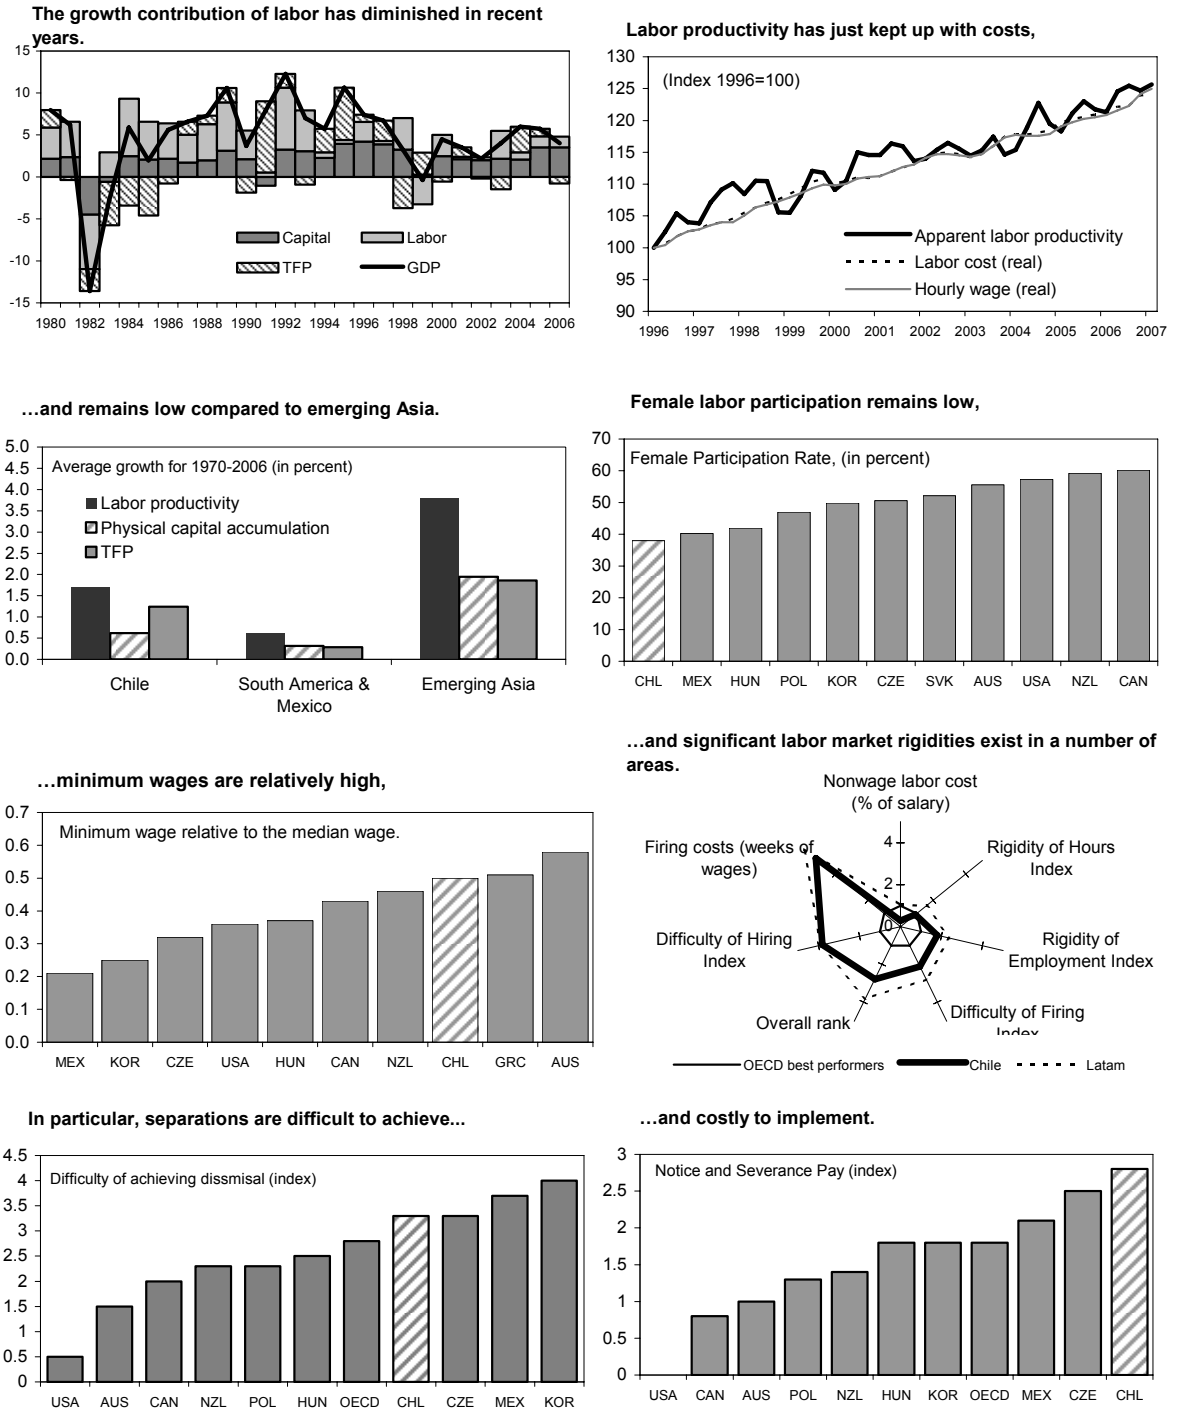 The growth contribution of labor has diminished in recent
years.
15
10
5
0
-5
-10
-15
Capital
Labor
TFP
GDP
1980 1982 1984 1986 1988 1990 1992 1994 1996 1998 2000 2002 2004 2006
Labor productivity has just kept up with costs,
130
125
120
115
110
105
100
95
90
(Index 1996=100)
Apparent labor productivity
Labor cost (real)
Hourly wage (real)
1996 1997 1998 1999 2000 2001 2002 2003 2004 2005 2006 2007
…and remains low compared to emerging Asia.
5.0
4.5
4.0
3.5
3.0
2.5
2.0
1.5
1.0
0.5
0.0
Average growth for 1970-2006 (in percent)
Labor productivity
Physical capital accumulation
TFP
Chile
South America &
Mexico
Emerging Asia
Female labor participation remains low,
70
60
50
40
30
20
10
0
Female Participation Rate, (in percent)
CHL MEX HUN POL KOR CZE SVK AUS USA NZL CAN
…minimum wages are relatively high,
0.7
0.6
0.5
0.4
0.3
0.2
0.1
0.0
Minimum wage relative to the median wage.
MEX KOR CZE USA HUN CAN NZL CHL GRC AUS
…and significant labor market rigidities exist in a number of
areas.
Nonwage labor cost
(% of salary)
4
2
0
Rigidity of Hours
Index
Rigidity of
Employment Index
Difficulty of Firing
Index
Overall rank
Difficulty of Hiring
Index
Firing costs (weeks of
wages)
OECD best performers
Chile
Latam
In particular, separations are difficult to achieve...
4.5
4
3.5
3
2.5
2
1.5
1
0.5
0
Difficulty of achieving dissmisal (index)
USA AUS CAN NZL POL HUN OECD CHL CZE MEX KOR
…and costly to implement.
3
2.5
2
1.5
1
0.5
0
Notice and Severance Pay (index)
USA CAN AUS POL NZL HUN KOR OECD MEX CZE CHL